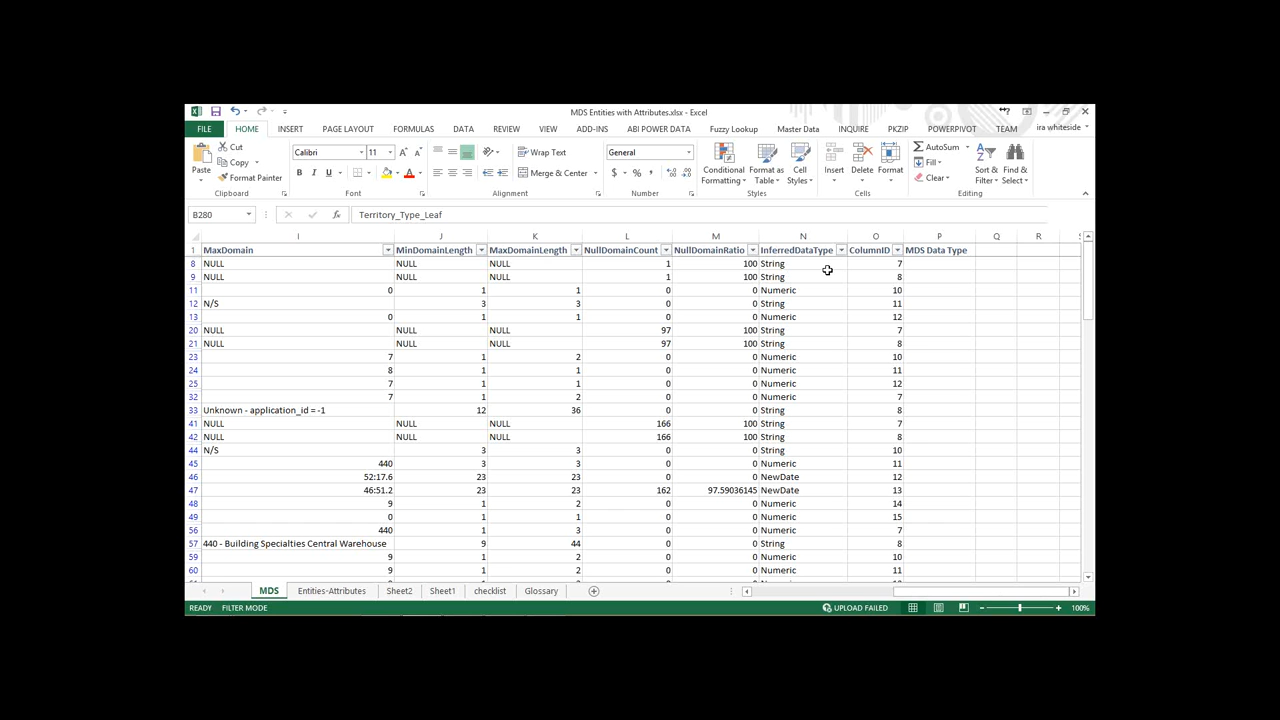 MDS Entities with Attributes.xlsx - Excel
FILE HOME INSERT PAGE LAYOUT FORMULAS DATA REVIEW VIEW ADD-INS ABI POWER DATA Fuzzy Lookup Master Data INQUIRE PKZIP POWERPIVOT TEAM ira whiteside
Paste Cut Copy Format Painter Clipboard
Calibri 11 B I U Font
Wrap Text Merge & Center Alignment
General $ % , Number
Conditional Formatting Format as Table Cell Styles Styles
Insert Delete Format Cells
AutoSum Fill Clear Sort & Filter Find & Select Editing
B280 fx Territory_Type_Leaf
I J K L M N O P Q R S
1 MaxDomain MinDomainLength MaxDomainLength NullDomainCount NullDomainRatio InferredDataType ColumnID MDS Data Type
8 NULL NULL NULL 1 100 String 7
9 NULL NULL NULL 1 100 String 8
11 0 1 1 0 0 Numeric 10
12 N/S 3 3 0 0 String 11
13 0 1 1 0 0 Numeric 12
20 NULL NULL NULL 97 100 String 7
21 NULL NULL NULL 97 100 String 8
23 7 1 2 0 0 Numeric 10
24 8 1 1 0 0 Numeric 11
25 7 1 1 0 0 Numeric 12
32 7 1 2 0 0 Numeric 7
33 Unknown - application_id = -1 12 36 0 0 String 8
41 NULL NULL NULL 166 100 String 7
42 NULL NULL NULL 166 100 String 8
44 N/S 3 3 0 0 String 10
45 440 3 3 0 0 Numeric 11
46 52:17.6 23 23 0 0 NewDate 12
47 46:51.2 23 23 162 97.59036145 NewDate 13
48 9 1 2 0 0 Numeric 14
49 0 1 1 0 0 Numeric 15
56 440 1 3 0 0 Numeric 7
57 440 - Building Specialties Central Warehouse 9 44 0 0 String 8
59 9 1 2 0 0 Numeric 10
60 9 1 2 0 0 Numeric 11
MDS Entities-Attributes Sheet2 Sheet1 checklist Glossary
READY FILTER MODE UPLOAD FAILED 100%